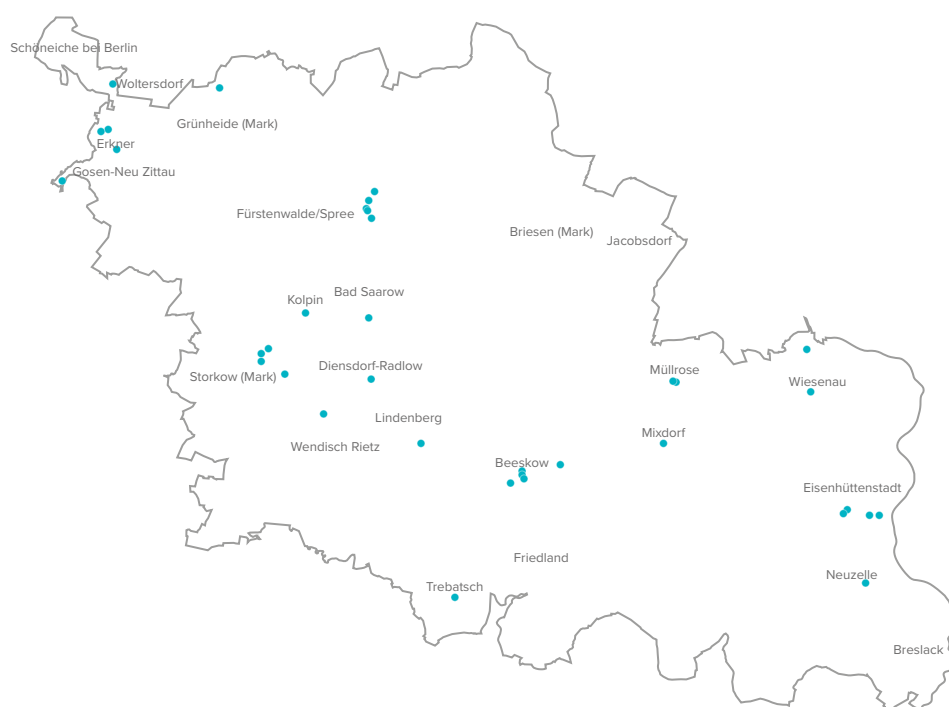 Schöneiche bei Berlin
Woltersdorf
Grünheide (Mark)
Erkner
Gosen-Neu Zittau
Fürstenwalde/Spree
Briesen (Mark)
Jacobsdorf
Bad Saarow
Kolpin
Diensdorf-Radlow
Müllrose
Storkow (Mark)
Wiesenau
Lindenberg
Mixdorf
Wendisch Rietz
Beeskow
Eisenhüttenstadt
Friedland
Neuzelle
Trebatsch
Breslack